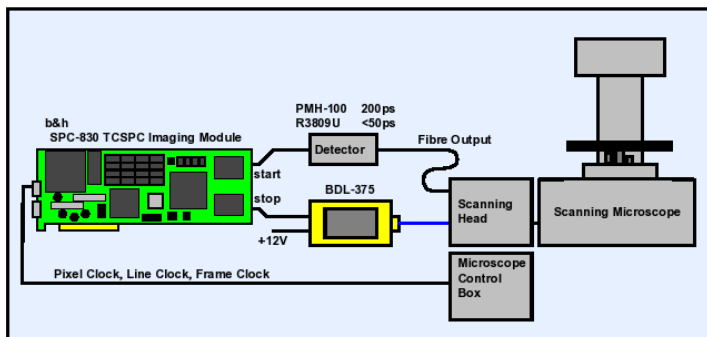 b&h
SPC-830 TCSPC Imaging Module
PMH-100 200ps
R3809U <50ps
Fibre Output
Detector
start
stop
BDL-375
+12V
Scanning
Head
Scanning Microscope
Pixel Clock, Line Clock, Frame Clock
Microscope
Control
Box